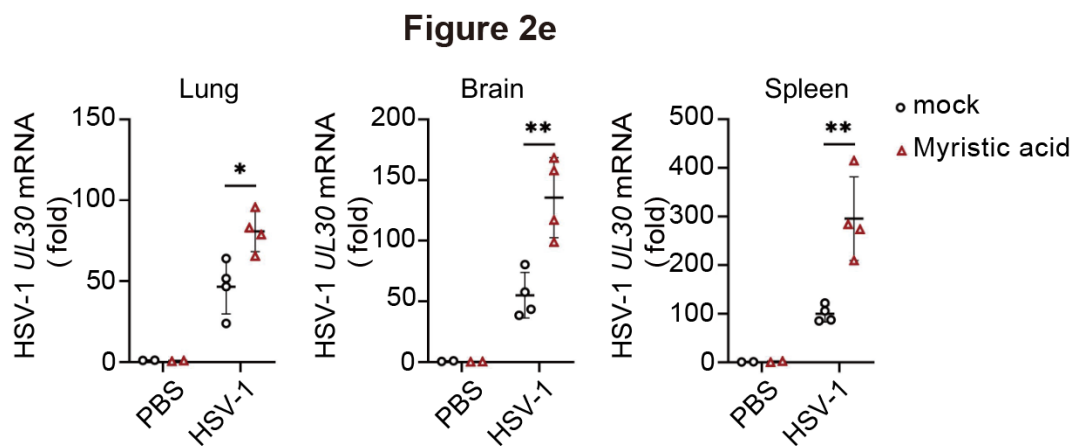 Figure 2e
Lung
HSV-1 UL30 mRNA
( fold)
150
100
50
0
*
PBS
HSV-1
Brain
HSV-1 UL30 mRNA
( fold)
200
150
100
50
0
**
PBS
HSV-1
Spleen
HSV-1 UL30 mRNA
( fold)
500
400
300
200
100
0
**
PBS
HSV-1
mock
Myristic acid